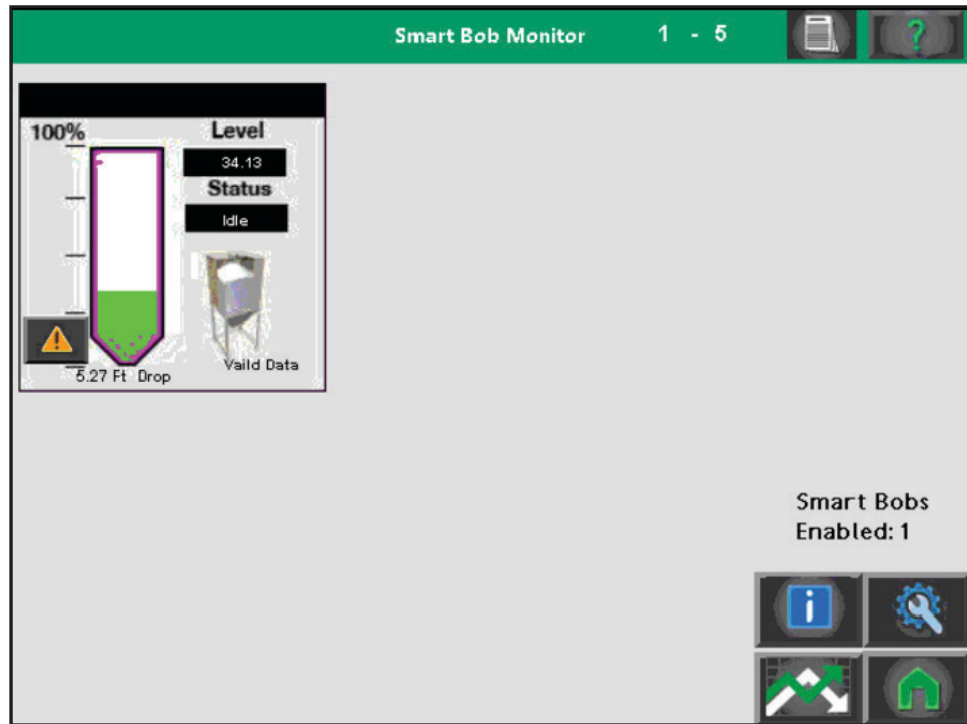 Smart Bob Monitor 1 - 5 ?
100%
Level
34.13
Status
Idle
Vaild Data
5.27 Ft Drop
Smart Bobs
Enabled: 1
i